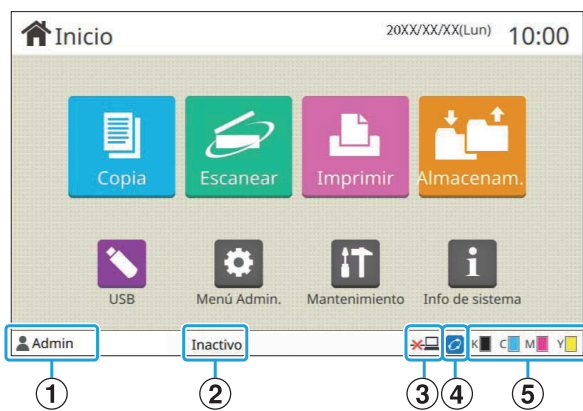 Inicio
20XX/XX/XX(Lun) 10:00
Copia Escanear Imprimir Almacenam.
USB Menú Admin. Mantenimiento Info de sistema
Admin Inactivo K C M Y
1 2 3 4 5